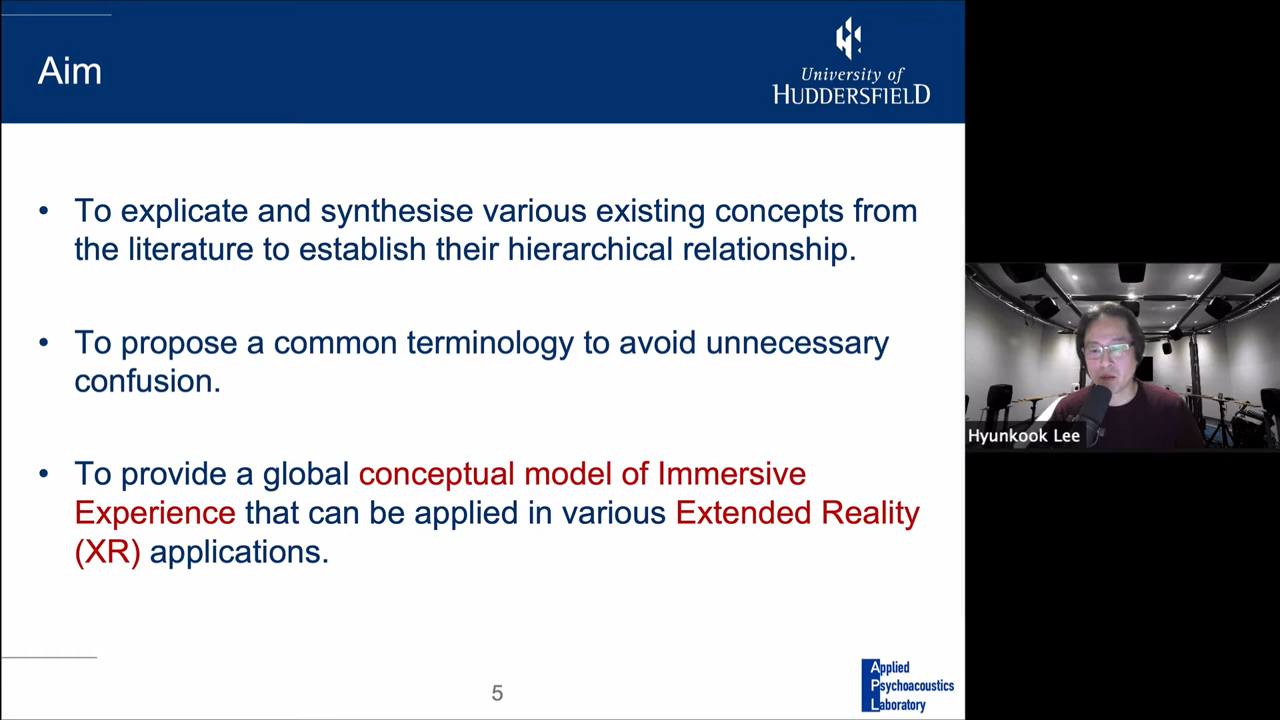 Aim
University of
HUDDERSFIELD
• To explicate and synthesise various existing concepts from
the literature to establish their hierarchical relationship.
• To propose a common terminology to avoid unnecessary
confusion.
• To provide a global conceptual model of Immersive
Experience that can be applied in various Extended Reality
(XR) applications.
Hyunkook Lee
5
Applied
Psychoacoustics
Laboratory